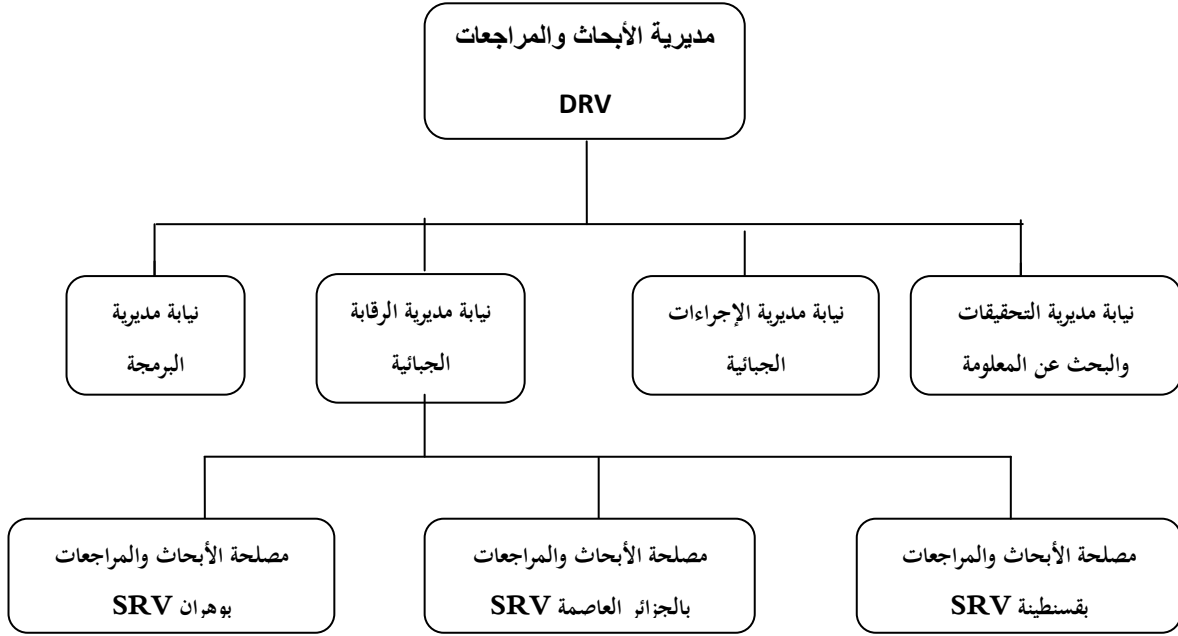 مديرية الأبحاث والمراجعات
DRV
نيابة مديرية التحقيقات
والبحث عن المعلومة
نيابة مديرية الإجراءات
الجبائية
نيابة مديرية الرقابة
الجبائية
نيابة مديرية
البرمجة
مصلحة الأبحاث والمراجعات
بقسنطينة SRV
مصلحة الأبحاث والمراجعات
بالجزائر العاصمة SRV
مصلحة الأبحاث والمراجعات
بوهران SRV